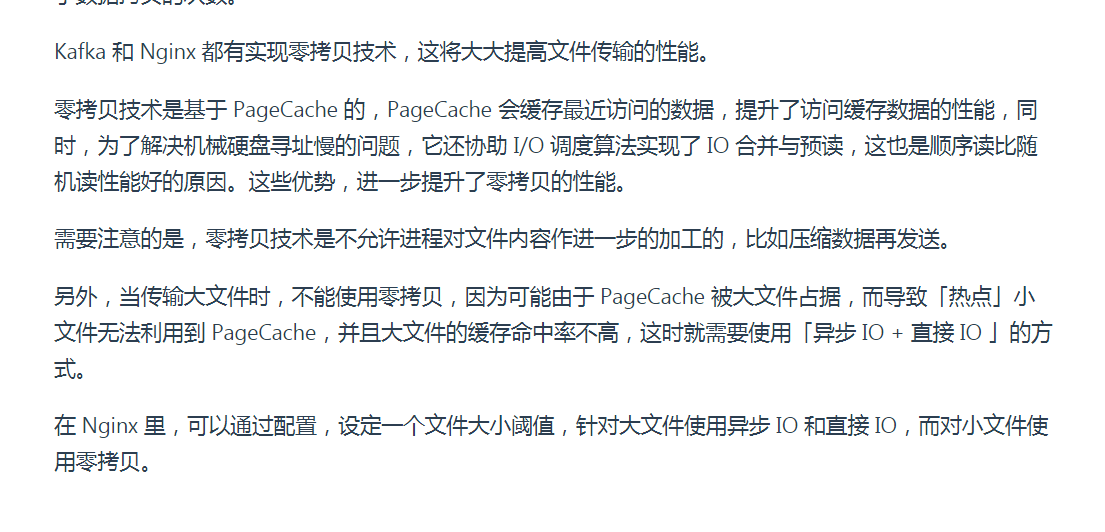 子数据拷贝的次数。
Kafka 和 Nginx 都有实现零拷贝技术，这将大大提高文件传输的性能。
零拷贝技术是基于 PageCache 的，PageCache 会缓存最近访问的数据，提升了访问缓存数据的性能，同
时，为了解决机械硬盘寻址慢的问题，它还协助 I/O 调度算法实现了 IO 合并与预读，这也是顺序读比随
机读性能好的原因。这些优势，进一步提升了零拷贝的性能。
需要注意的是，零拷贝技术是不允许进程对文件内容作进一步的加工的，比如压缩数据再发送。
另外，当传输大文件时，不能使用零拷贝，因为可能由于 PageCache 被大文件占据，而导致「热点」小
文件无法利用到 PageCache，并且大文件的缓存命中率不高，这时就需要使用「异步 IO + 直接 IO 」的方
式。
在 Nginx 里，可以通过配置，设定一个文件大小阈值，针对大文件使用异步 IO 和直接 IO，而对小文件使
用零拷贝。